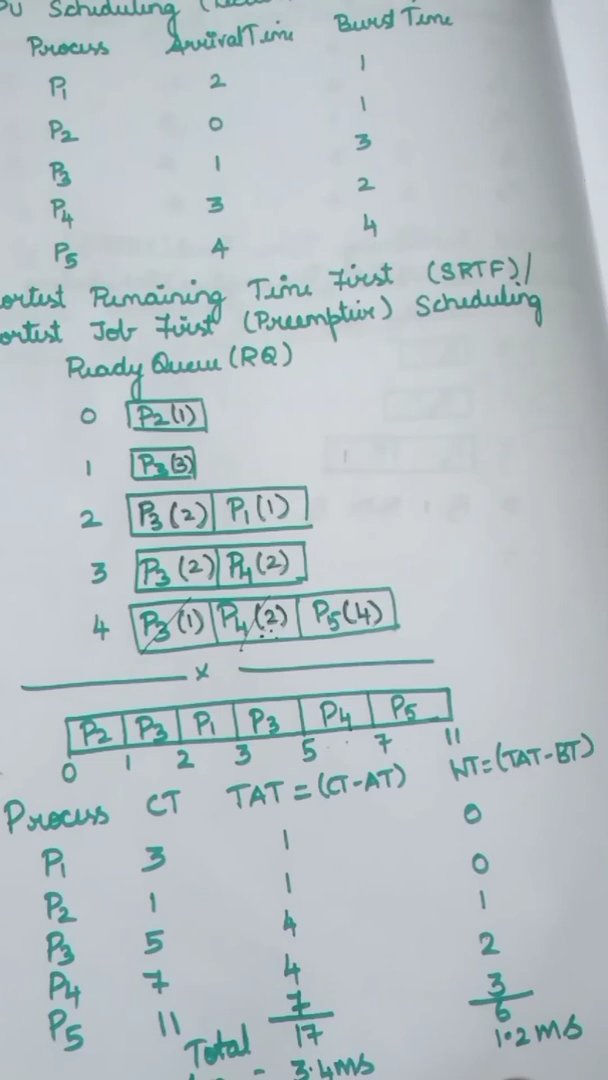 Scheduling
Process Arrival Time Burst Time
P1 2 1
P2 0 1
P3 1 3
P4 3 2
P5 4 4
ortest Remaining Time First (SRTF)/
ortest Job First (Preemptive) Scheduling
Ready Queue (RQ)
0 P2(1)
1 P3(3)
2 P3(2) P1(1)
3 P3(2) P4(2)
4 P3(1) P4(2) P5(4)
x
P2 P3 P1 P3 P4 P5
0 1 2 3 5 7 11
Process CT TAT=(CT-AT) WT=(TAT-BT)
P1 3 1 0
P2 1 1 0
P3 5 4 1
P4 7 4 2
P5 11 7 3
Total 17 6
3.4ms 1.2ms